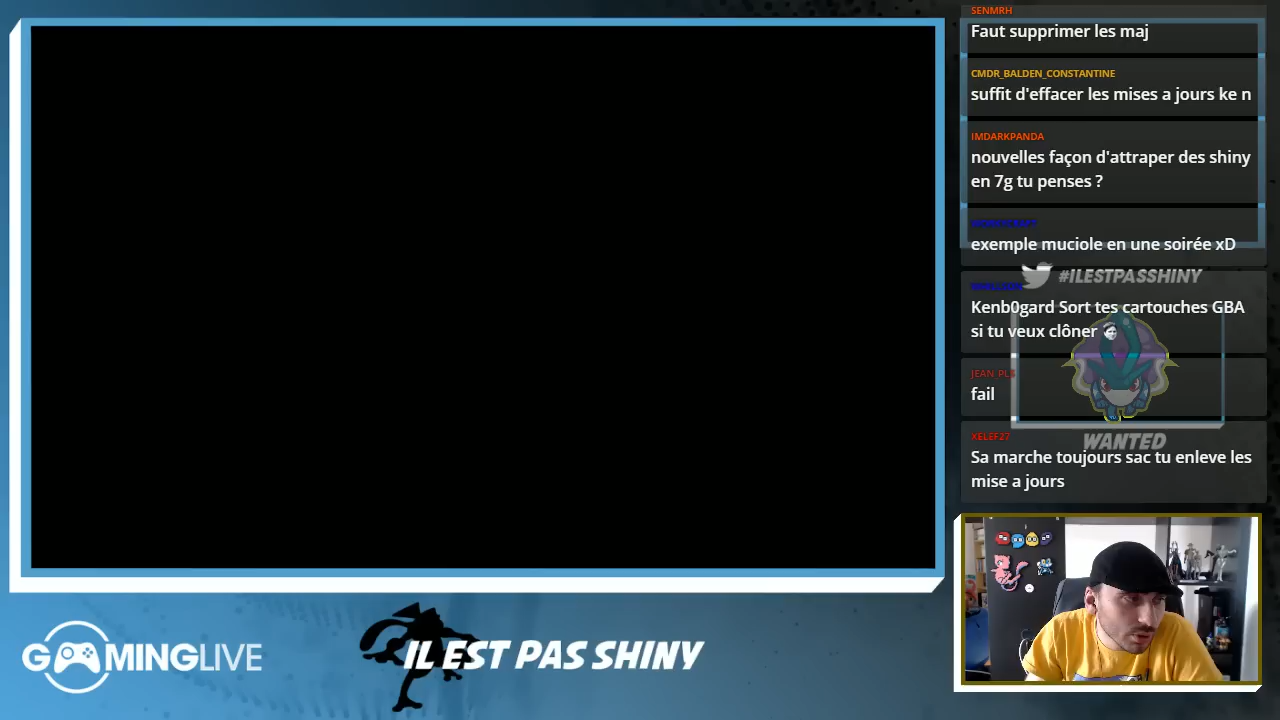 SENMRH
Faut supprimer les maj
CMDR_BALDEN_CONSTANTINE
suffit d'effacer les mises a jours ke n
IMDARKPANDA
nouvelles façon d'attraper des shiny
en 7g tu penses ?
exemple muciole en une soirée xD
#ILESTPASSHINY
Kenb0gard Sort tes cartouches GBA
si tu veux clôner
fail
WANTED
XELEF27
Sa marche toujours sac tu enleve les
mise a jours
GAMINGLIVE
IL EST PAS SHINY